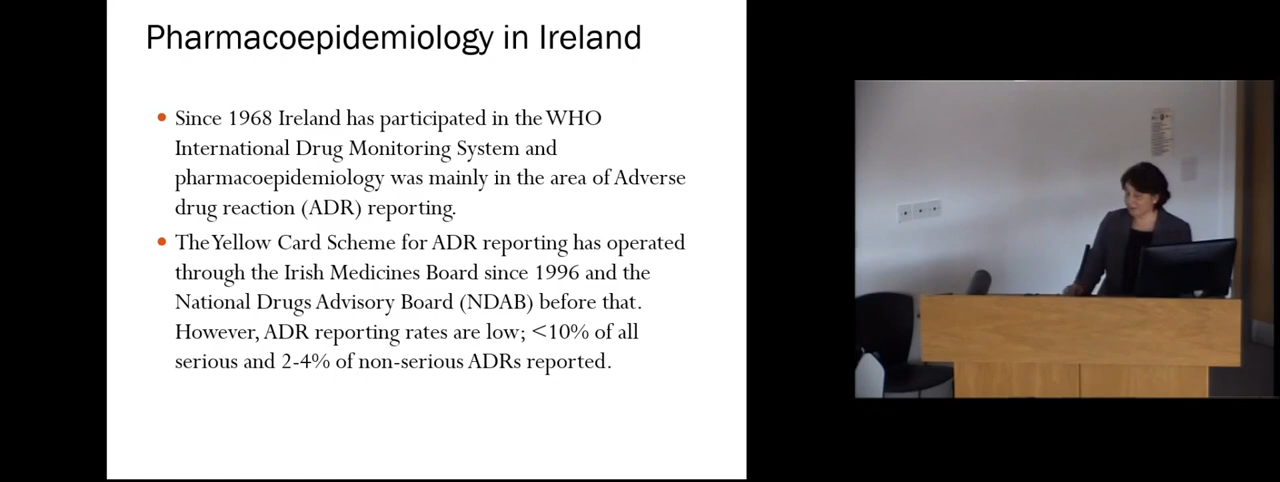 Pharmacoepidemiology in Ireland
• Since 1968 Ireland has participated in the WHO
International Drug Monitoring System and
pharmacoepidemiology was mainly in the area of Adverse
drug reaction (ADR) reporting.
• The Yellow Card Scheme for ADR reporting has operated
through the Irish Medicines Board since 1996 and the
National Drugs Advisory Board (NDAB) before that.
However, ADR reporting rates are low; <10% of all
serious and 2-4% of non-serious ADRs reported.